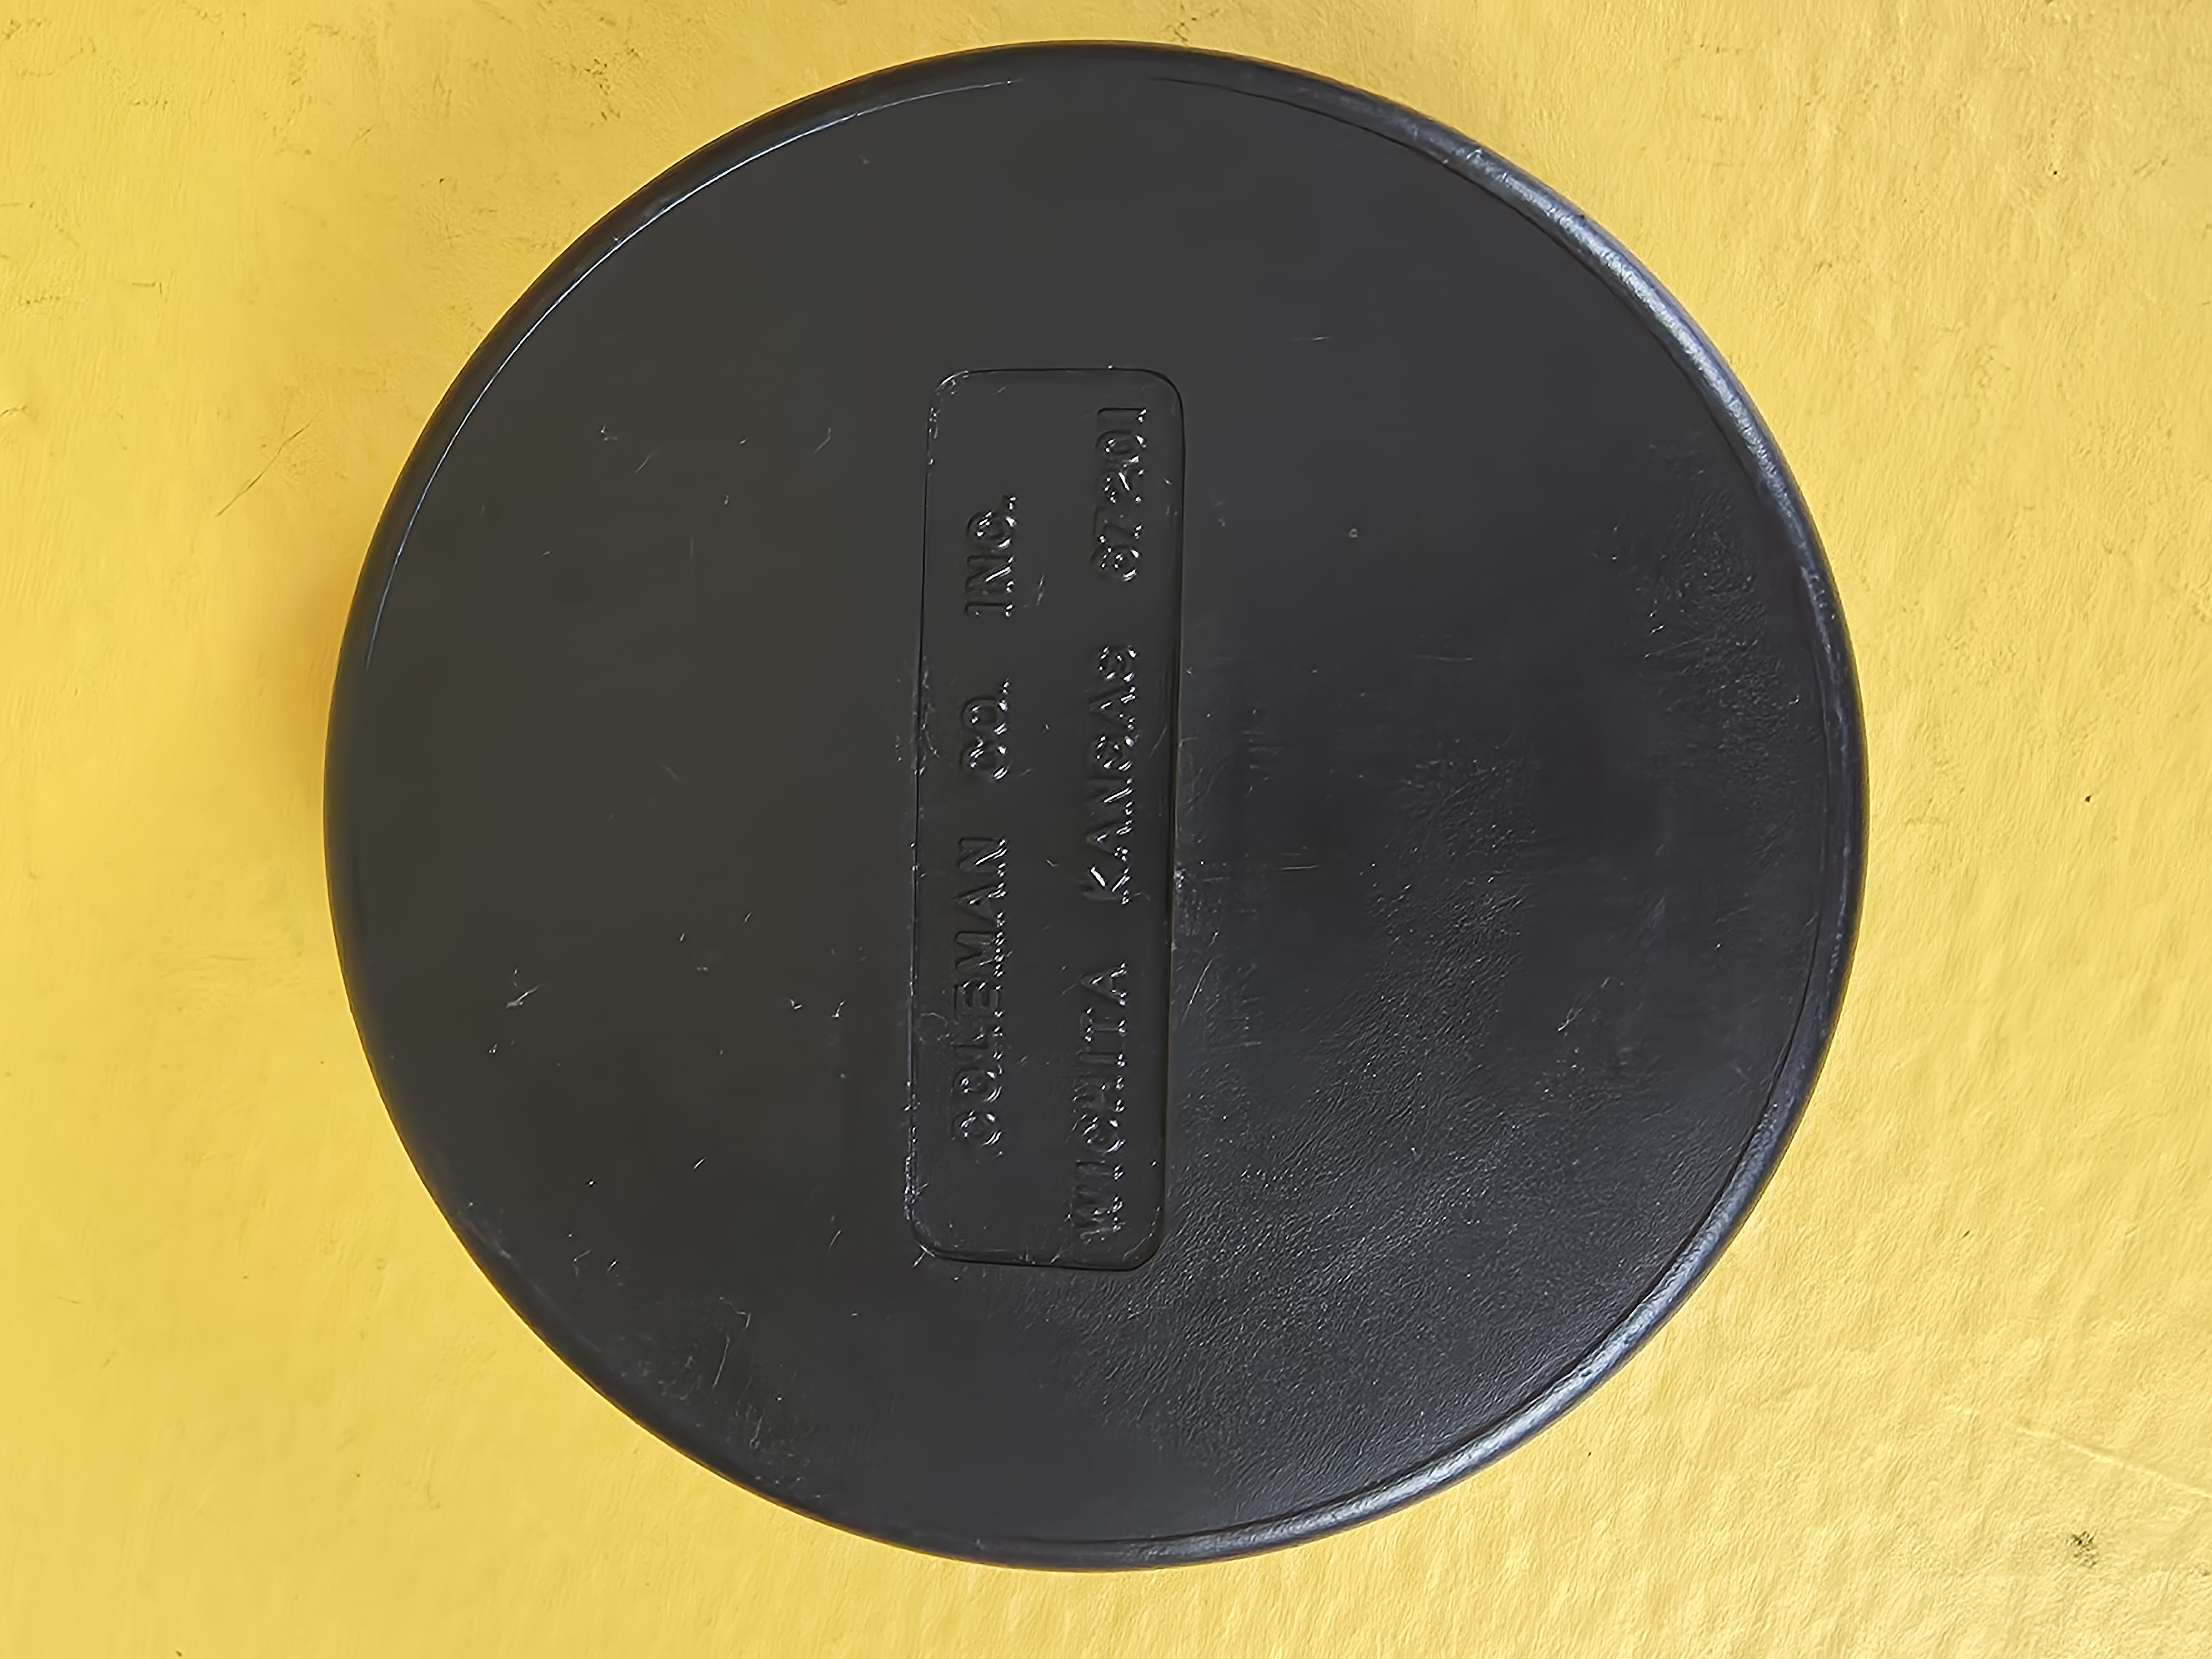 COLEMAN CO. INC.
WICHITA KANSAS 67201